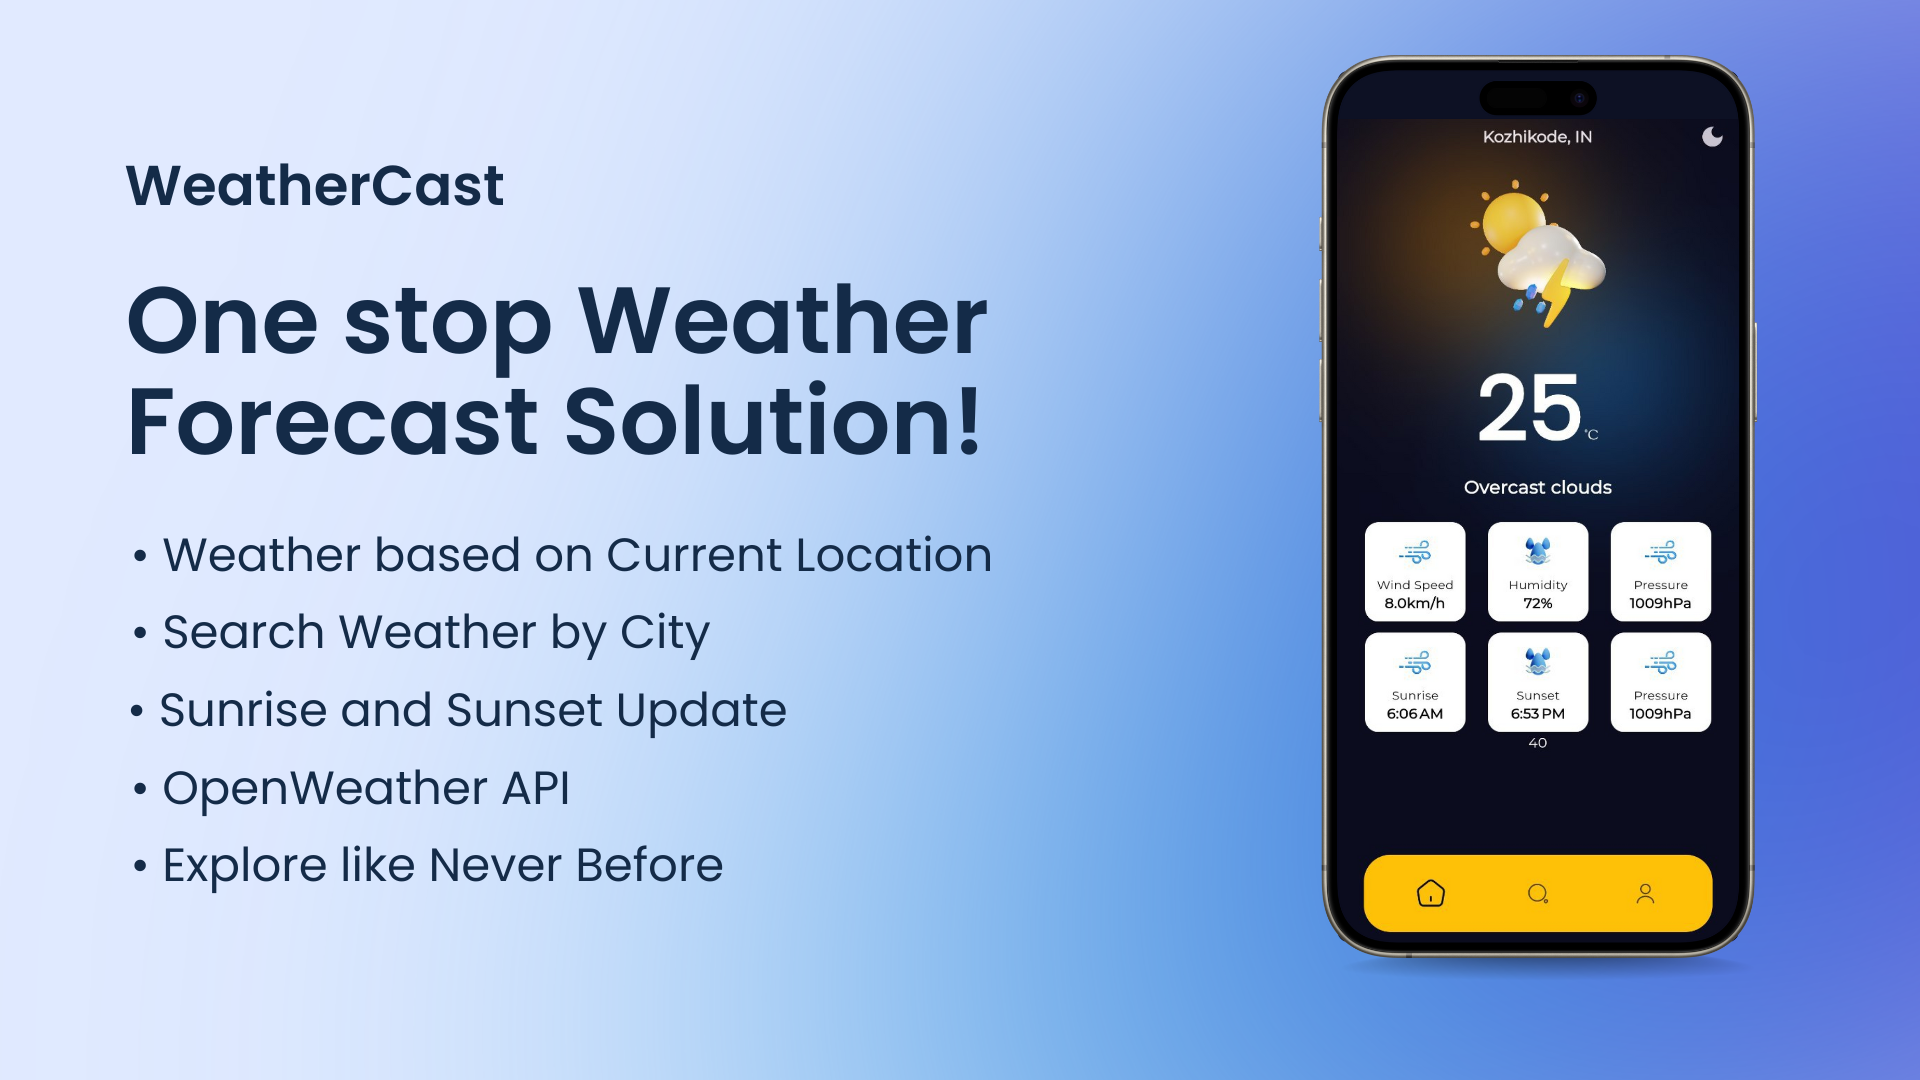 WeatherCast
One stop Weather
Forecast Solution!
• Weather based on Current Location
• Search Weather by City
• Sunrise and Sunset Update
• OpenWeather API
• Explore like Never Before
Kozhikode, IN
25°C
Overcast clouds
Wind Speed
8.0km/h
Humidity
72%
Pressure
1009hPa
Sunrise
6:06 AM
Sunset
6:53 PM
Pressure
1009hPa
40